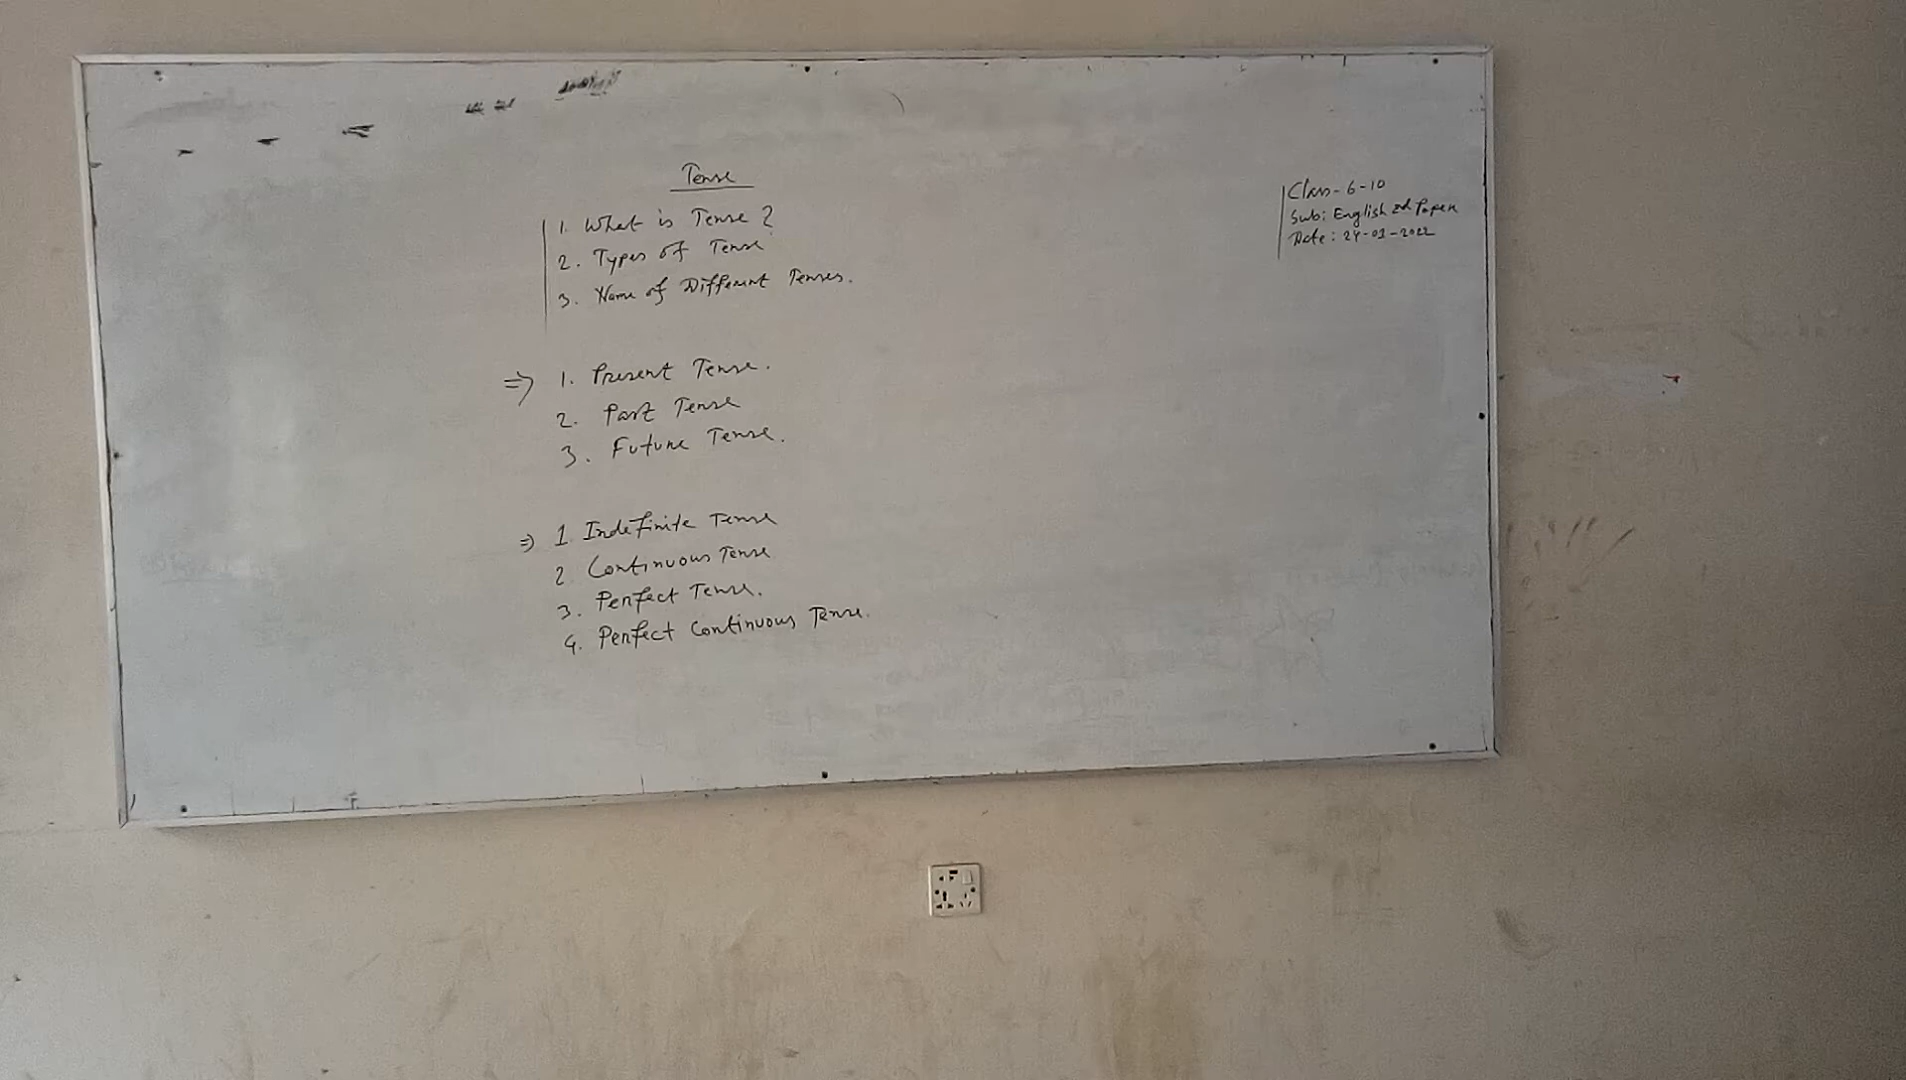 Tense
1. What is Tense ?
2. Types of Tense
3. Name of Different Tenses.
⇒ 1. Present Tense.
2. Past Tense
3. Future Tense.
⇒ 1. Indefinite Tense
2. Continuous Tense
3. Perfect Tense.
4. Perfect Continuous Tense.
Class - 6-10
Sub: English 2nd Paper
Date: 24-01-2022